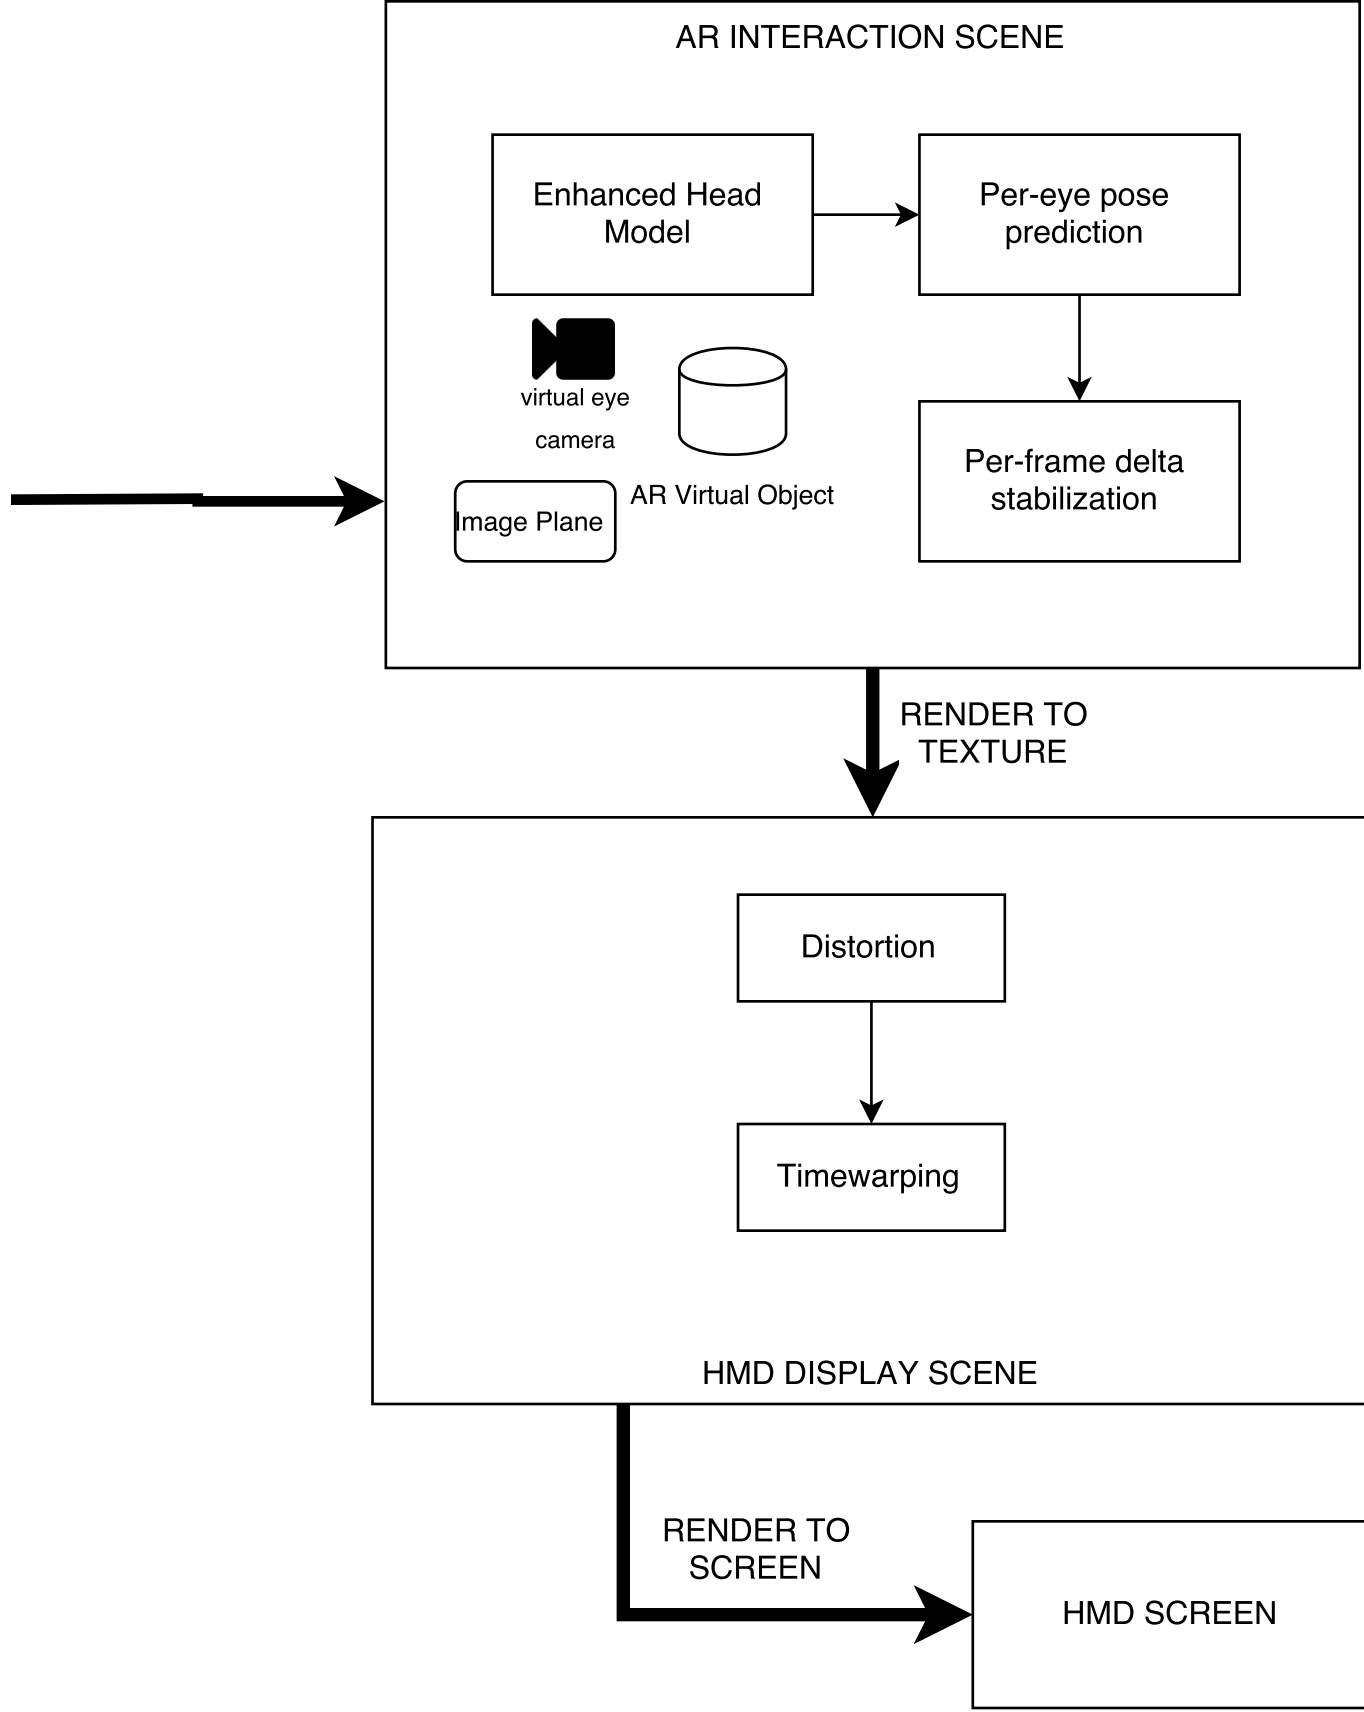 AR INTERACTION SCENE
Enhanced Head
Model
Per-eye pose
prediction
virtual eye
camera
AR Virtual Object
Image Plane
Per-frame delta
stabilization
RENDER TO
TEXTURE
Distortion
Timewarping
HMD DISPLAY SCENE
RENDER TO
SCREEN
HMD SCREEN